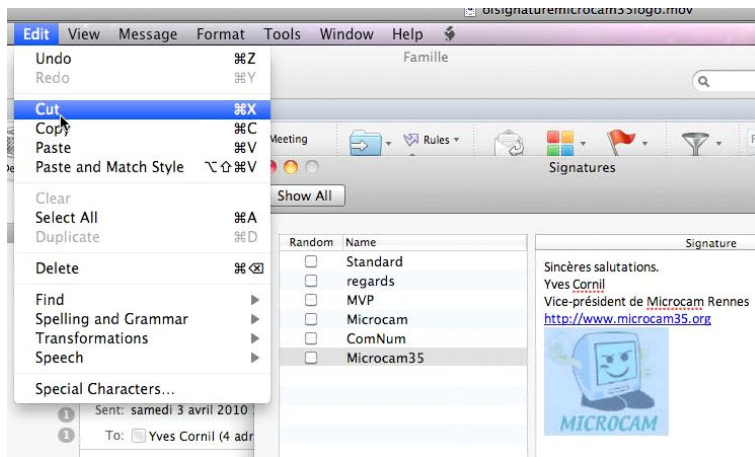 olsignaturemicrocam35logo.mov
Edit View Message Format Tools Window Help
Undo ⌘Z
Famille
Redo ⌘Y
Cut ⌘X
Copy ⌘C
Meeting
Rules
Paste ⌘V
Paste and Match Style ⌥⇧⌘V
Signatures
Clear
Show All
Select All ⌘A
Duplicate ⌘D
Random Name
Signature
Delete ⌘⌫
Standard
regards
MVP
Microcam
ComNum
Microcam35
Sincères salutations.
Yves Cornil
Vice-président de Microcam Rennes
http://www.microcam35.org
MICROCAM
Find
Spelling and Grammar
Transformations
Speech
Special Characters...
1 Sent: samedi 3 avril 2010
1 To: Yves Cornil (4 adr